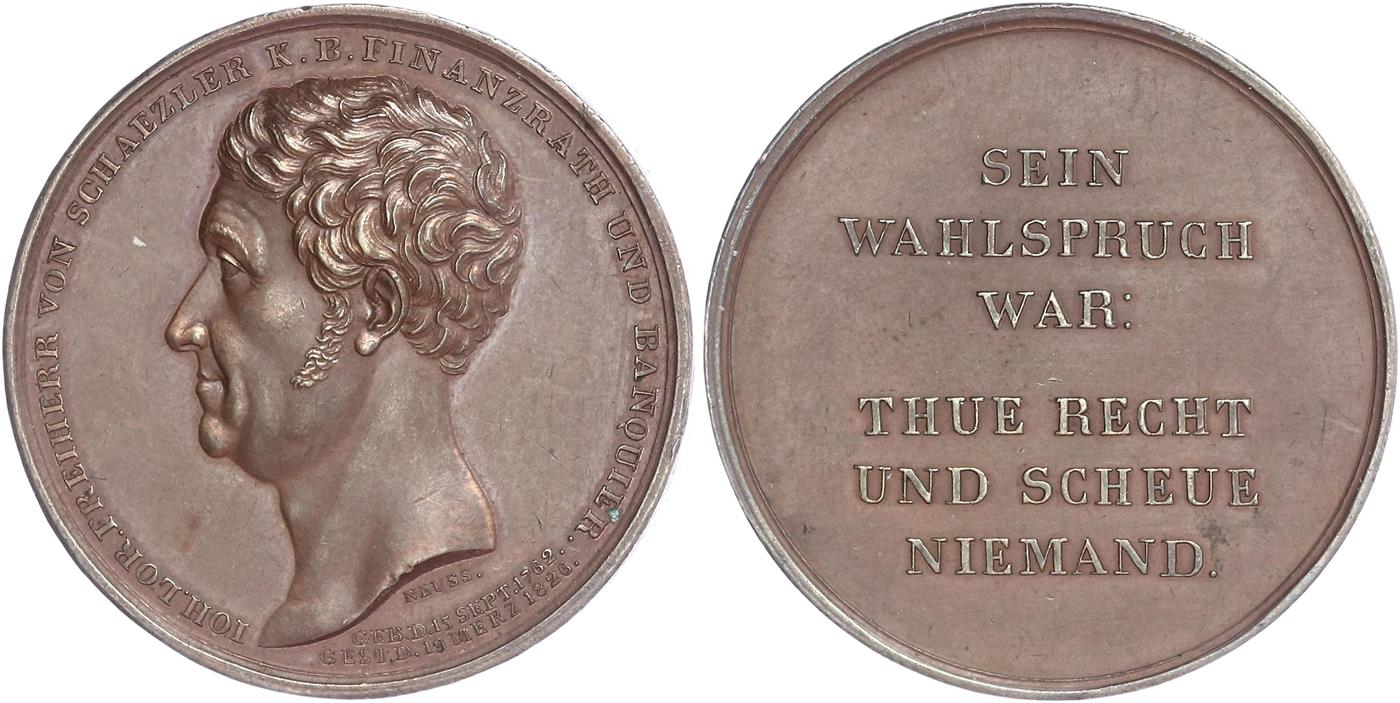 IOH. LOR. FREIHERR VON SCHAEZLER K. B. FINANZRATH UND BANQUIER.
NEUSS.
GEB. D. 15 SEPT. 1762.
GEST. D. 19 MERZ 1826.
SEIN
WAHLSPRUCH
WAR:
THUE RECHT
UND SCHEUE
NIEMAND.